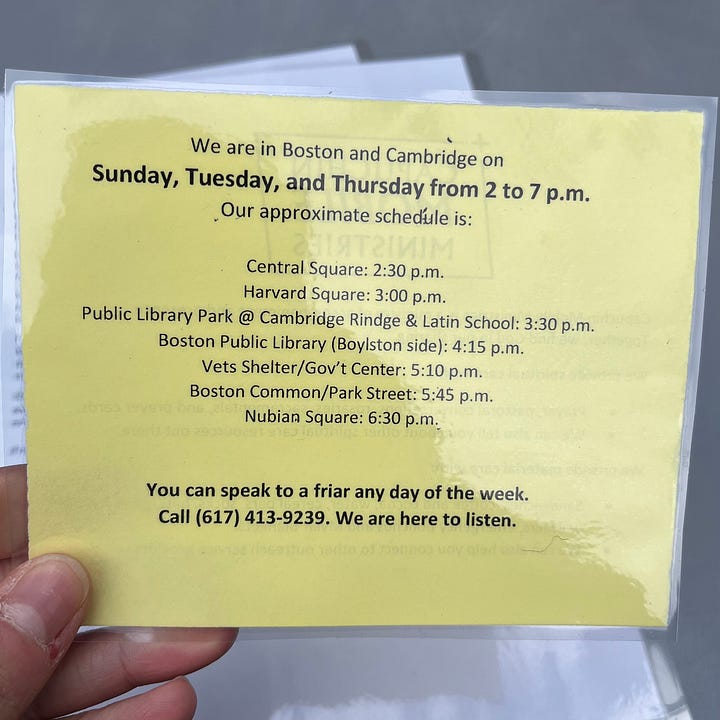 We are in Boston and Cambridge on
Sunday, Tuesday, and Thursday from 2 to 7 p.m.
Our approximate schedule is:
Central Square: 2:30 p.m.
Harvard Square: 3:00 p.m.
Public Library Park @ Cambridge Rindge & Latin School: 3:30 p.m.
Boston Public Library (Boylston side): 4:15 p.m.
Vets Shelter/Gov't Center: 5:10 p.m.
Boston Common/Park Street: 5:45 p.m.
Nubian Square: 6:30 p.m.
You can speak to a friar any day of the week.
Call (617) 413-9239. We are here to listen.